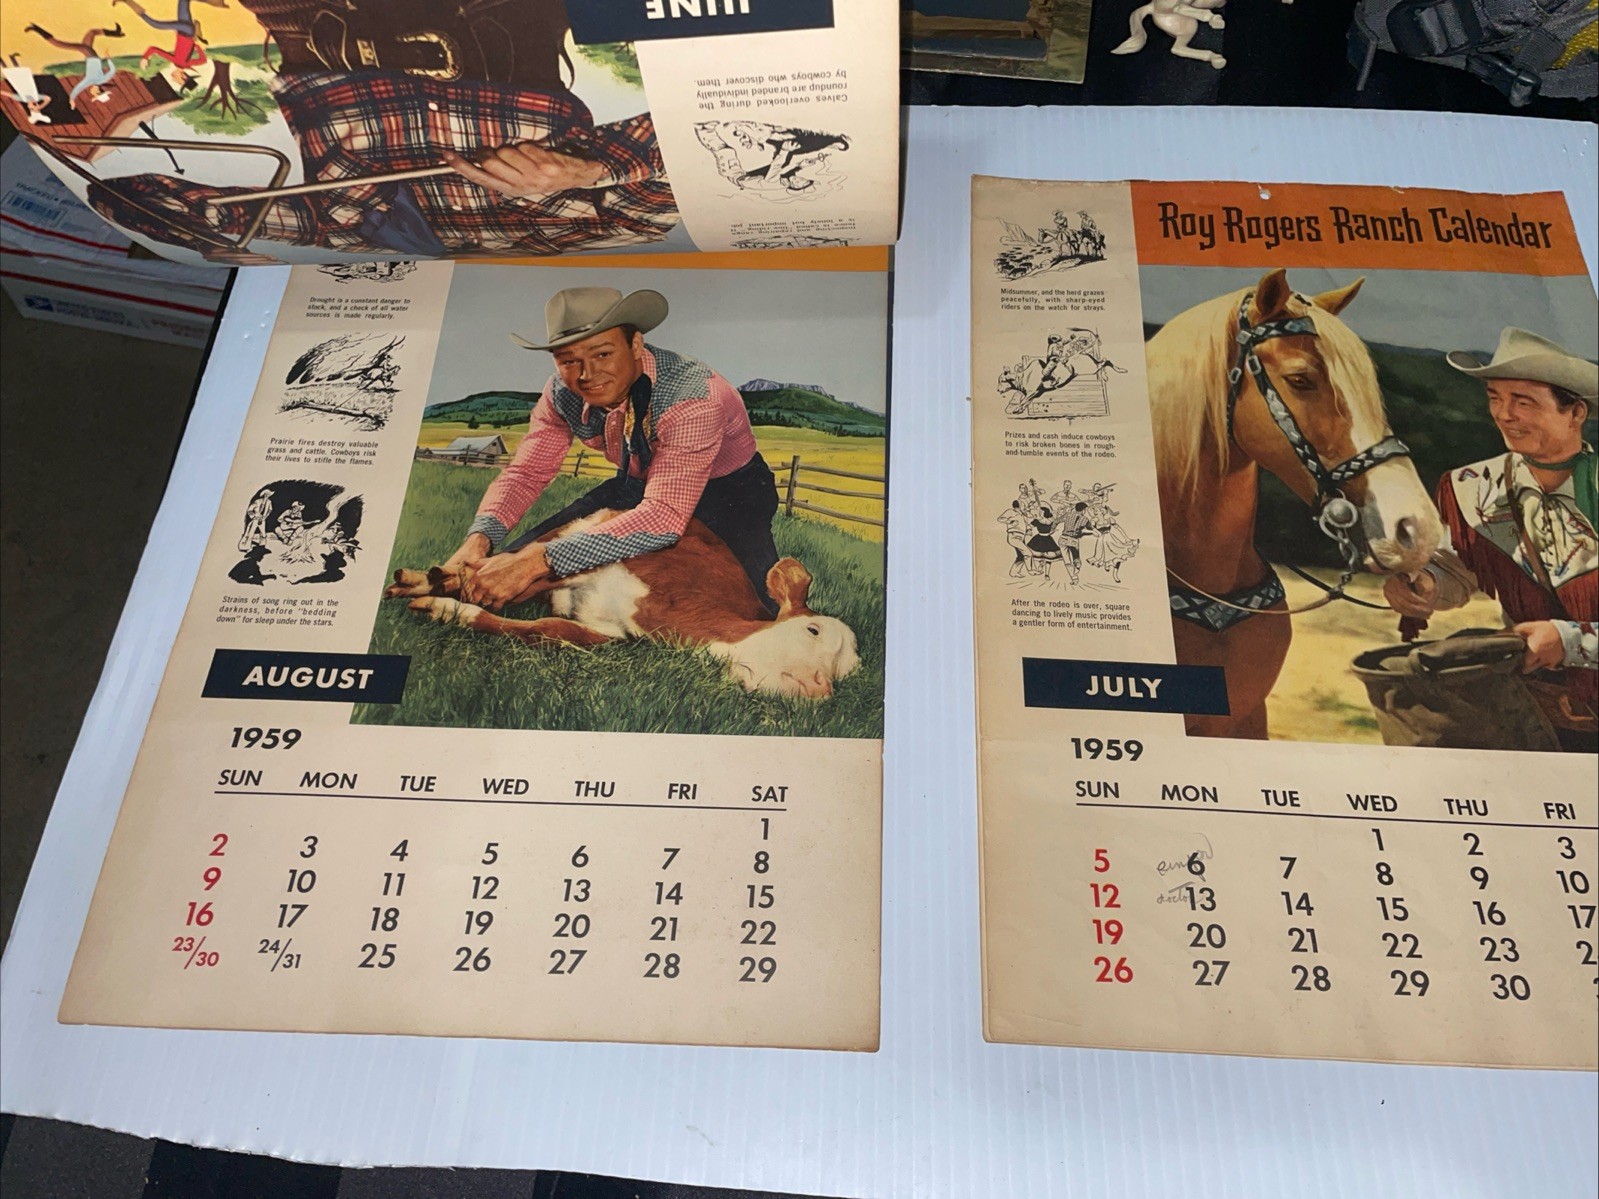 JUNE
Calves overlooked during the
roundup are branded individually
by cowboys who discover them.
Drought is a constant danger to
stock, and a check of all water
sources is made regularly.
Prairie fires destroy valuable
grass and cattle. Cowboys risk
their lives to stifle the flames.
Strains of song ring out in the
darkness, before "bedding
down" for sleep under the stars.
AUGUST
1959
SUN MON TUE WED THU FRI SAT
1
2 3 4 5 6 7 8
9 10 11 12 13 14 15
16 17 18 19 20 21 22
23/30 24/31 25 26 27 28 29
Roy Rogers Ranch Calendar
Midsummer, and the herd grazes
peacefully, with sharp-eyed
riders on the watch for strays.
Prizes and cash induce cowboys
to risk broken bones in rough-
and-tumble events of the rodeo.
After the rodeo is over, square
dancing to lively music provides
a gentler form of entertainment.
JULY
1959
SUN MON TUE WED THU FRI
1 2 3
5 6 7 8 9 10
12 13 14 15 16 17
19 20 21 22 23 2
26 27 28 29 30